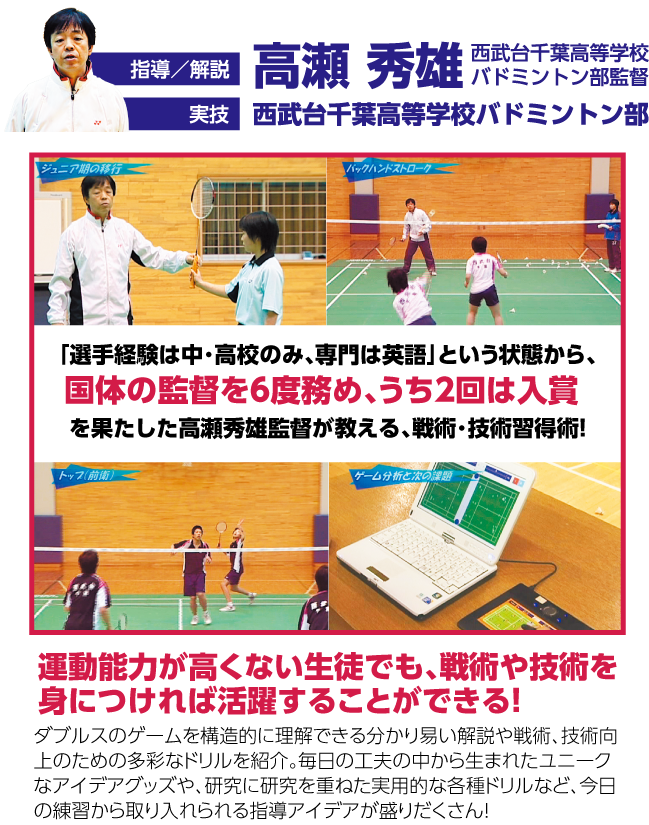 指導／解説
高瀬 秀雄
西武台千葉高等学校
バドミントン部監督
実技
西武台千葉高等学校バドミントン部
ジュニア期の移行
バックハンドストローク
「選手経験は中・高校のみ、専門は英語」という状態から、
国体の監督を6度務め、うち2回は入賞
を果たした高瀬秀雄監督が教える、戦術・技術習得術!
トップ(前衛)
ゲーム分析と次の課題
運動能力が高くない生徒でも、戦術や技術を
身につければ活躍することができる!
ダブルスのゲームを構造的に理解できる分かり易い解説や戦術、技術向
上のための多彩なドリルを紹介。毎日の工夫の中から生まれたユニーク
なアイデアグッズや、研究に研究を重ねた実用的な各種ドリルなど、今日
の練習から取り入れられる指導アイデアが盛りだくさん!